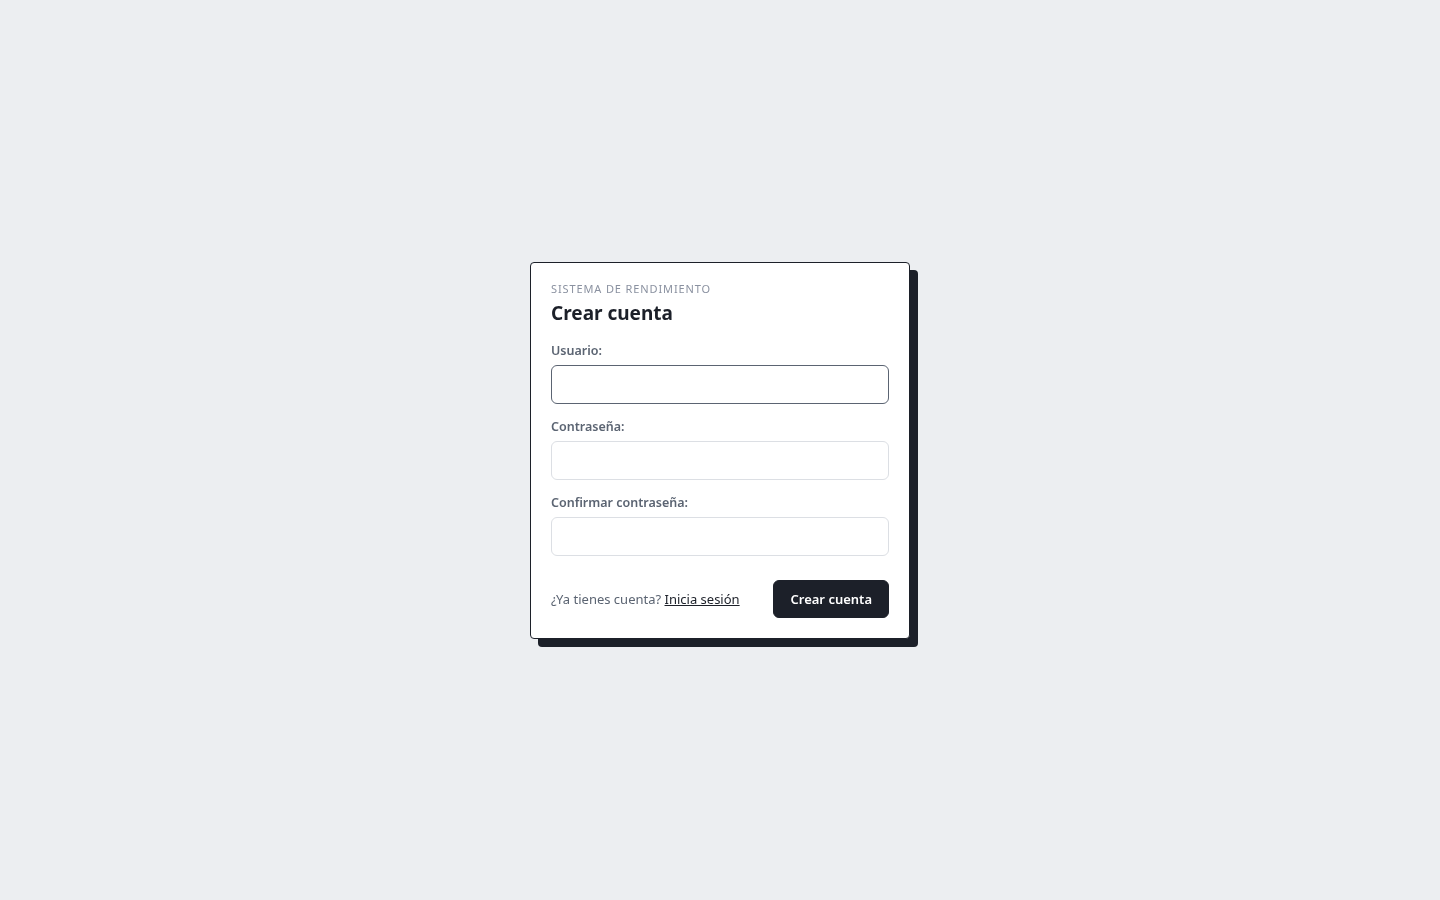 SISTEMA DE RENDIMIENTO
Crear cuenta
Usuario:
Contraseña:
Confirmar contraseña:
¿Ya tienes cuenta? Inicia sesión
Crear cuenta